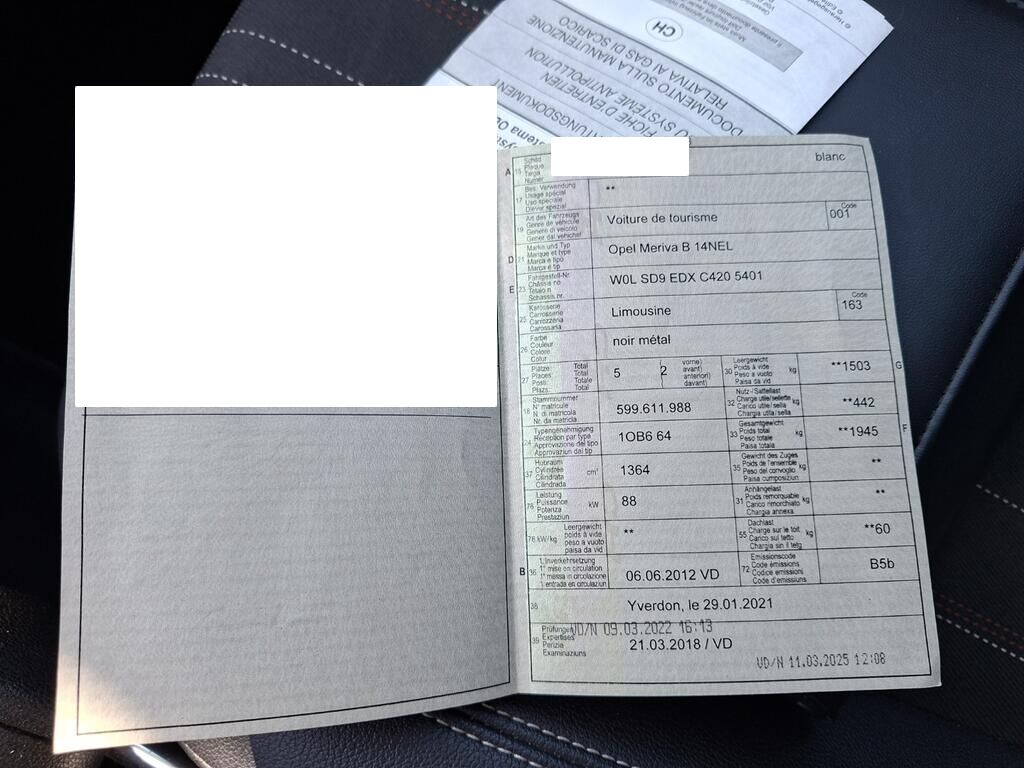 CH
DOCUMENTO SULLA MANUTENZIONE
RELATIVA AI GAS DI SCARICO
FICHE D'ENTRETIEN
DU SYSTÈME ANTIPOLLUTION
A 15 Schild
Plaque
Targa
Numer
blanc
17 Bes. Verwendung
Usage spécial
Uso speciale
Diever spezial
**
19 Art des Fahrzeugs
Genre de véhicule
Genere di veicolo
Gener dal vehichel
Voiture de tourisme
Code
001
D 21 Marke und Typ
Marque et type
Marca e tipo
Marca e tip
Opel Meriva B 14NEL
E 23 Fahrgestell-Nr.
Châssis no
Telaio n.
Schassis nr.
W0L SD9 EDX C420 5401
25 Karosserie
Carrosserie
Carrozzeria
Carossaria
Limousine
Code
163
26 Farbe
Couleur
Colore
Colur
noir métal
27 Plätze: Total
Places: Total
Posti: Totale
Plazs: Total
5 ( 2 vorne)
avant)
anteriori)
davant)
30 Leergewicht
Poids à vide
Peso a vuoto
Paisa da vid
kg
**1503
G
18 Stammnummer
N° matricule
N. di matricola
Nr. da matricla
599.611.988
32 Nutz-/Sattellast
Charge utile/sellette
Carico utile/sella
Chargia utila/sella
kg
**442
24 Typengenehmigung
Réception par type
Approvazione del tipo
Approvaziun dal tip
1OB6 64
33 Gesamtgewicht
Poids total
Peso totale
Paisa totala
kg
**1945
F
37 Hubraum
Cylindrée
Cilindrata
Cilindrada
cm³
1364
35 Gewicht des Zuges
Poids de l'ensemble
Peso del convoglio
Paisa cumposiziun
kg
**
76 Leistung
Puissance
Potenza
Prestaziun
kW
88
31 Anhängelast
Poids remorquable
Carico rimorchiato
Chargia annexa
kg
**
78 kW/kg Leergewicht
poids à vide
peso a vuoto
paisa da vid
**
55 Dachlast
Charge sur le toit
Carico sul tetto
Chargia sin il tetg
kg
**60
B 36 1. Inverkehrsetzung
1re mise en circulation
1a messa in circolazione
1 entrada en circulaziun
06.06.2012 VD
72 Emissionscode
Code émissions
Codice emissioni
Code d'emissiuns
B5b
38
Yverdon, le 29.01.2021
39 Prüfungen
Expertises
Perizia
Examinaziuns
VD/N 09.03.2022 16:13
21.03.2018 / VD
VD/N 11.03.2025 12:08